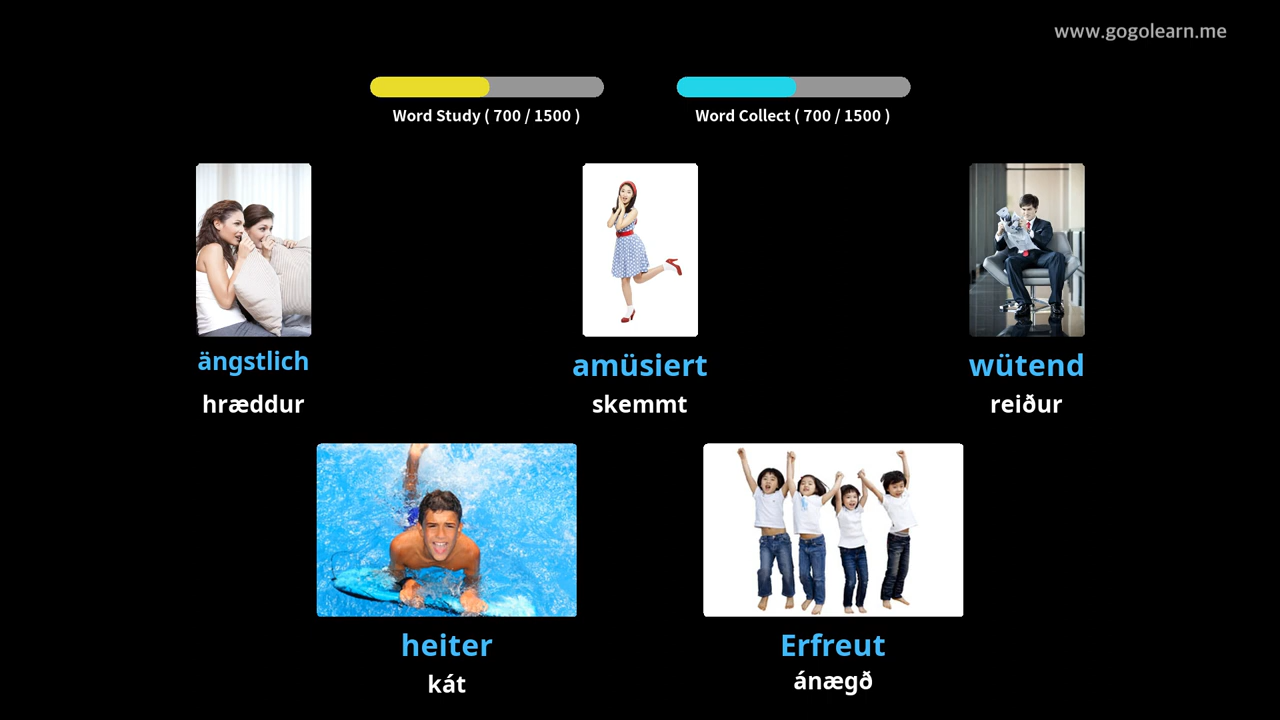 www.gogolearn.me
Word Study ( 700 / 1500 )
Word Collect ( 700 / 1500 )
ängstlich
hræddur
amüsiert
skemmt
wütend
reiður
heiter
kát
Erfreut
ánægð